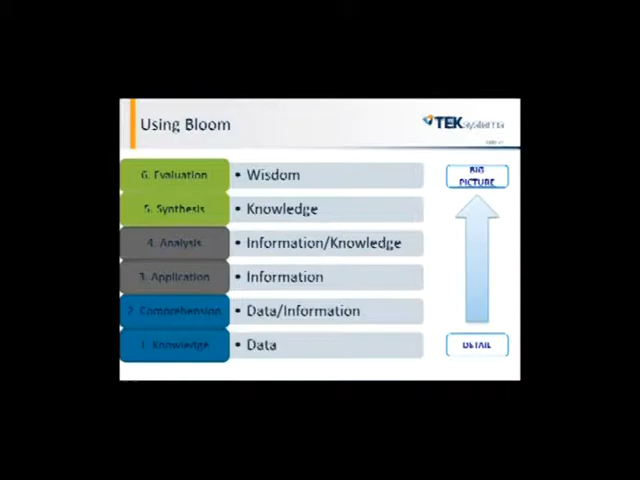 Using Bloom
TEKsystems
6. Evaluation
• Wisdom
5. Synthesis
• Knowledge
4. Analysis
• Information/Knowledge
3. Application
• Information
2. Comprehension
• Data/Information
1. Knowledge
• Data
BIG
PICTURE
DETAIL